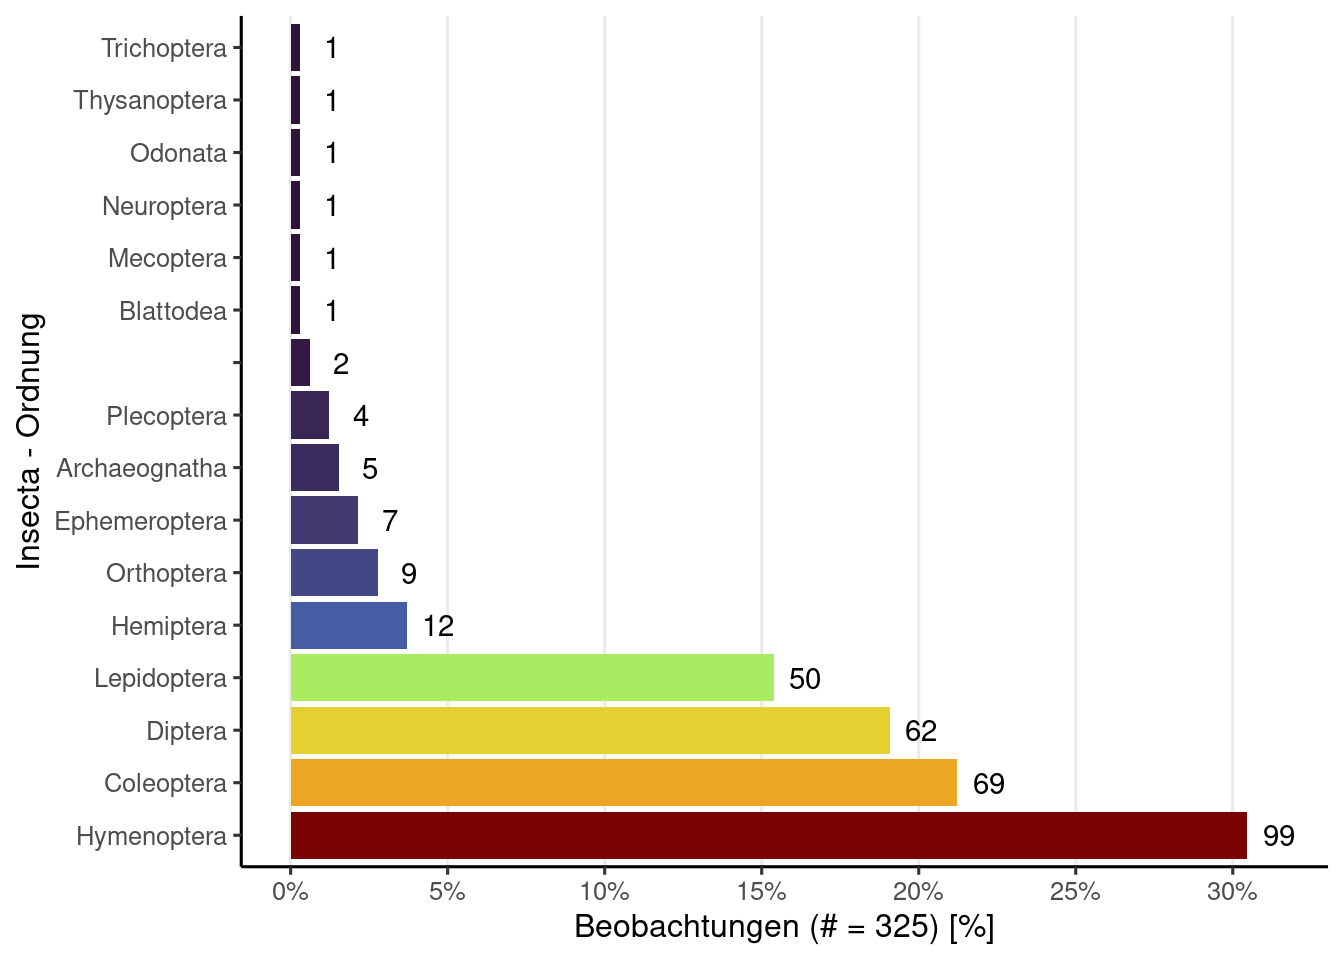 Insecta - Ordnung
Trichoptera 1
Thysanoptera 1
Odonata 1
Neuroptera 1
Mecoptera 1
Blattodea 1
2
Plecoptera 4
Archaeognatha 5
Ephemeroptera 7
Orthoptera 9
Hemiptera 12
Lepidoptera 50
Diptera 62
Coleoptera 69
Hymenoptera 99
0% 5% 10% 15% 20% 25% 30%
Beobachtungen (# = 325) [%]